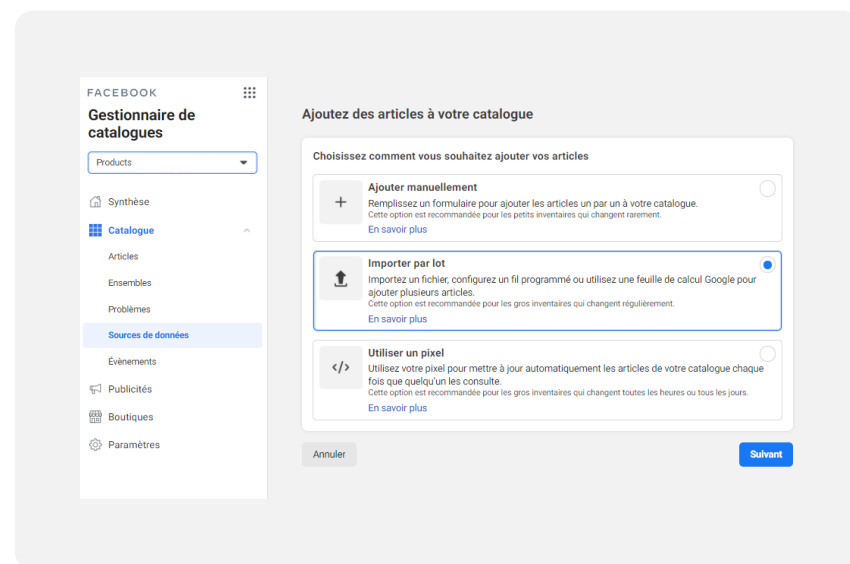 FACEBOOK
Gestionnaire de
catalogues
Products
Synthèse
Catalogue
Articles
Ensembles
Problèmes
Sources de données
Évènements
Publicités
Boutiques
Paramètres
Ajoutez des articles à votre catalogue
Choisissez comment vous souhaitez ajouter vos articles
Ajouter manuellement
Remplissez un formulaire pour ajouter les articles un par un à votre catalogue.
Cette option est recommandée pour les petits inventaires qui changent rarement.
En savoir plus
Importer par lot
Importez un fichier, configurez un fil programmé ou utilisez une feuille de calcul Google pour
ajouter plusieurs articles.
Cette option est recommandée pour les gros inventaires qui changent régulièrement.
En savoir plus
Utiliser un pixel
Utilisez votre pixel pour mettre à jour automatiquement les articles de votre catalogue chaque
fois que quelqu'un les consulte.
Cette option est recommandée pour les gros inventaires qui changent toutes les heures ou tous les jours.
En savoir plus
Annuler
Suivant